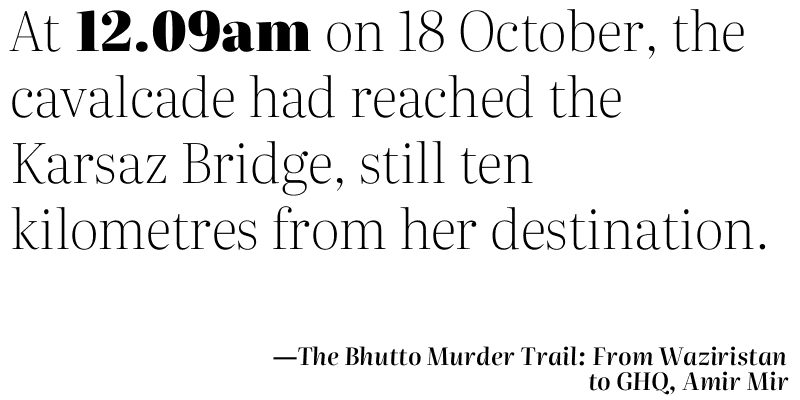 At 12.09am on 18 October, the
cavalcade had reached the
Karsaz Bridge, still ten
kilometres from her destination.
—The Bhutto Murder Trail: From Waziristan
to GHQ, Amir Mir